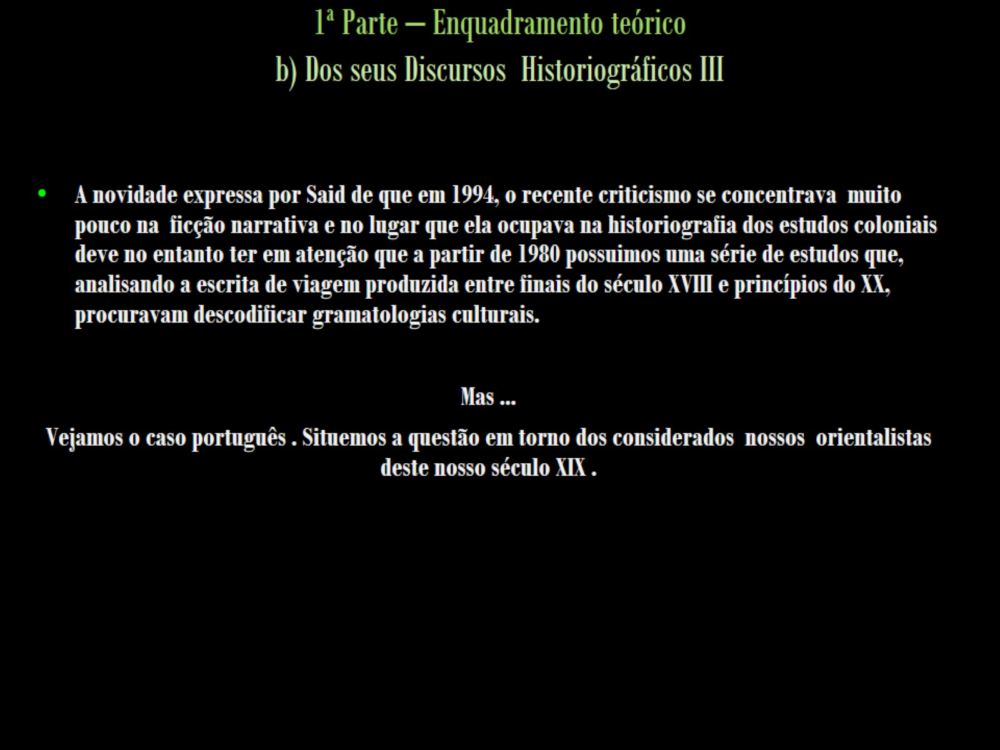 1ª Parte – Enquadramento teórico
b) Dos seus Discursos Historiográficos III
• A novidade expressa por Said de que em 1994, o recente criticismo se concentrava muito
pouco na ficção narrativa e no lugar que ela ocupava na historiografia dos estudos coloniais
deve no entanto ter em atenção que a partir de 1980 possuimos uma série de estudos que,
analisando a escrita de viagem produzida entre finais do século XVIII e princípios do XX,
procuravam descodificar gramatologias culturais.
Mas ...
Vejamos o caso português . Situemos a questão em torno dos considerados nossos orientalistas
deste nosso século XIX .